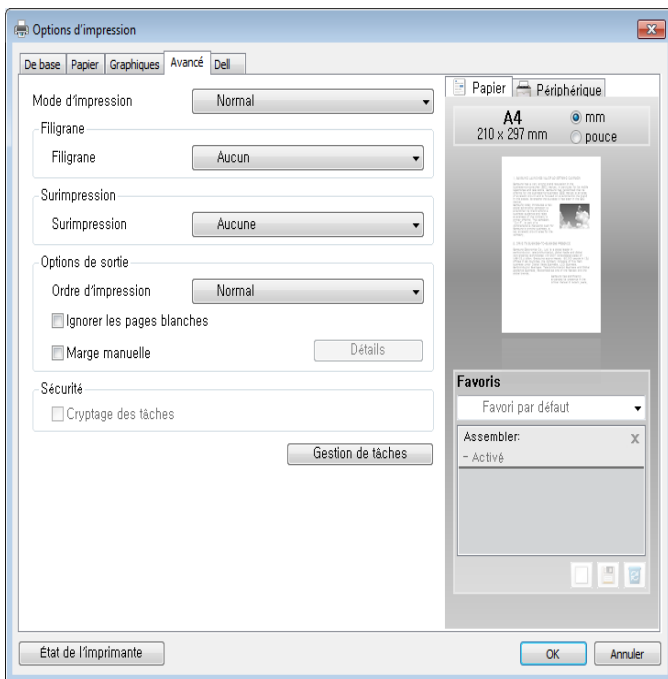 Options d'impression
De base Papier Graphiques Avancé Dell
Mode d'impression Normal
Filigrane
Filigrane Aucun
Surimpression
Surimpression Aucune
Options de sortie
Ordre d'impression Normal
Ignorer les pages blanches
Marge manuelle Détails
Sécurité
Cryptage des tâches
Gestion de tâches
Papier Périphérique
A4
210 x 297 mm
mm
pouce
Favoris
Favori par défaut
Assembler: x
- Activé
État de l'imprimante
OK Annuler